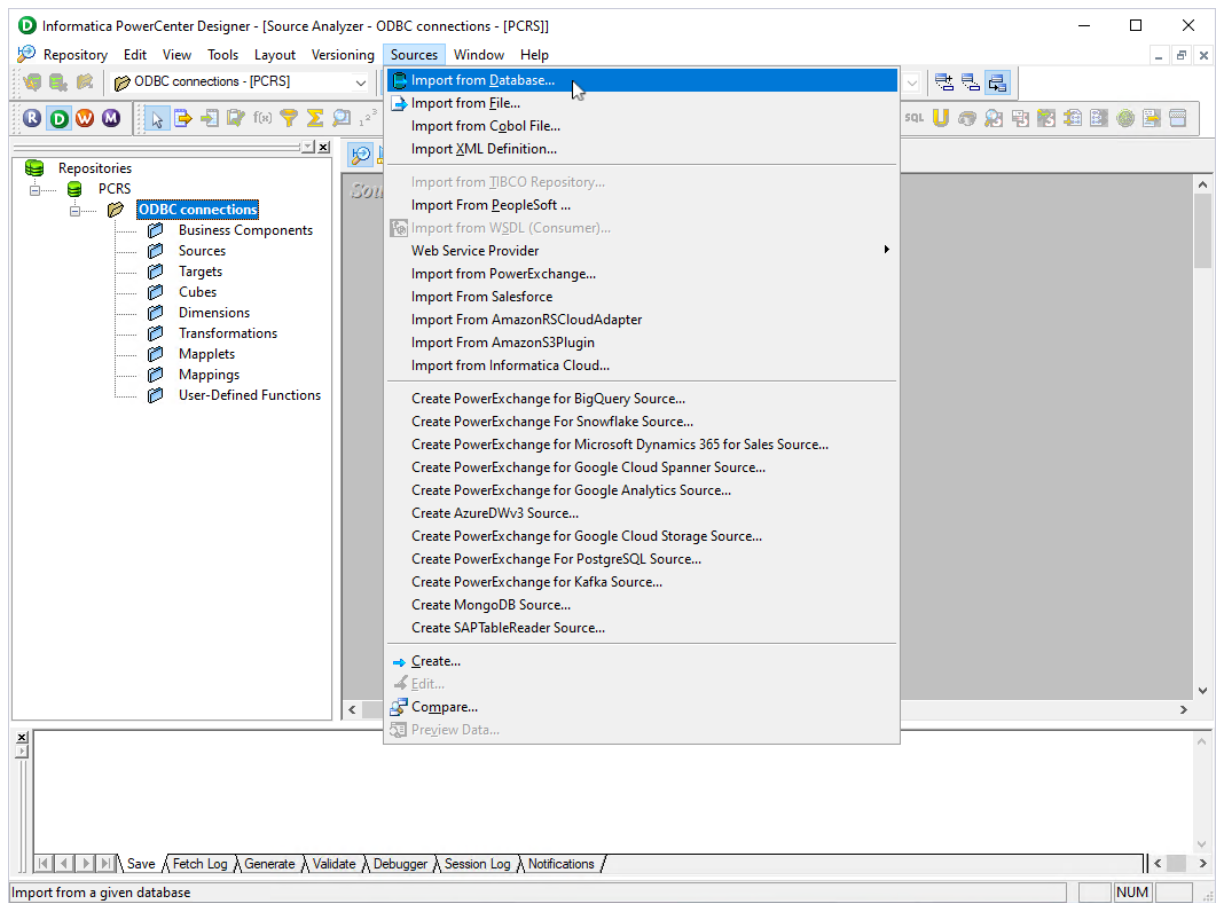 Informatica PowerCenter Designer - [Source Analyzer - ODBC connections - [PCRS]]
Repository Edit View Tools Layout Versioning Sources Window Help
ODBC connections - [PCRS]
R D W M
SQL
Repositories
PCRS
ODBC connections
Business Components
Sources
Targets
Cubes
Dimensions
Transformations
Mapplets
Mappings
User-Defined Functions
Import from Database...
Import from File...
Import from Cobol File...
Import XML Definition...
Import from TIBCO Repository...
Import From PeopleSoft ...
Import from WSDL (Consumer)...
Web Service Provider
Import from PowerExchange...
Import From Salesforce
Import From AmazonRSCloudAdapter
Import From AmazonS3Plugin
Import from Informatica Cloud...
Create PowerExchange for BigQuery Source...
Create PowerExchange For Snowflake Source...
Create PowerExchange for Microsoft Dynamics 365 for Sales Source...
Create PowerExchange for Google Cloud Spanner Source...
Create PowerExchange for Google Analytics Source...
Create AzureDWv3 Source...
Create PowerExchange for Google Cloud Storage Source...
Create PowerExchange For PostgreSQL Source...
Create PowerExchange for Kafka Source...
Create MongoDB Source...
Create SAPTableReader Source...
Create...
Edit...
Compare...
Preview Data...
Save Fetch Log Generate Validate Debugger Session Log Notifications
Import from a given database
NUM